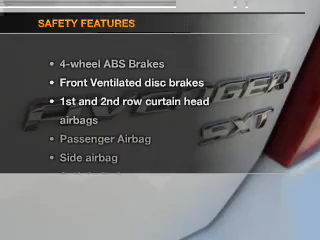 SAFETY FEATURES
• 4-wheel ABS Brakes
• Front Ventilated disc brakes
• 1st and 2nd row curtain head
airbags
• Passenger Airbag
• Side airbag
AVENGER
SXT